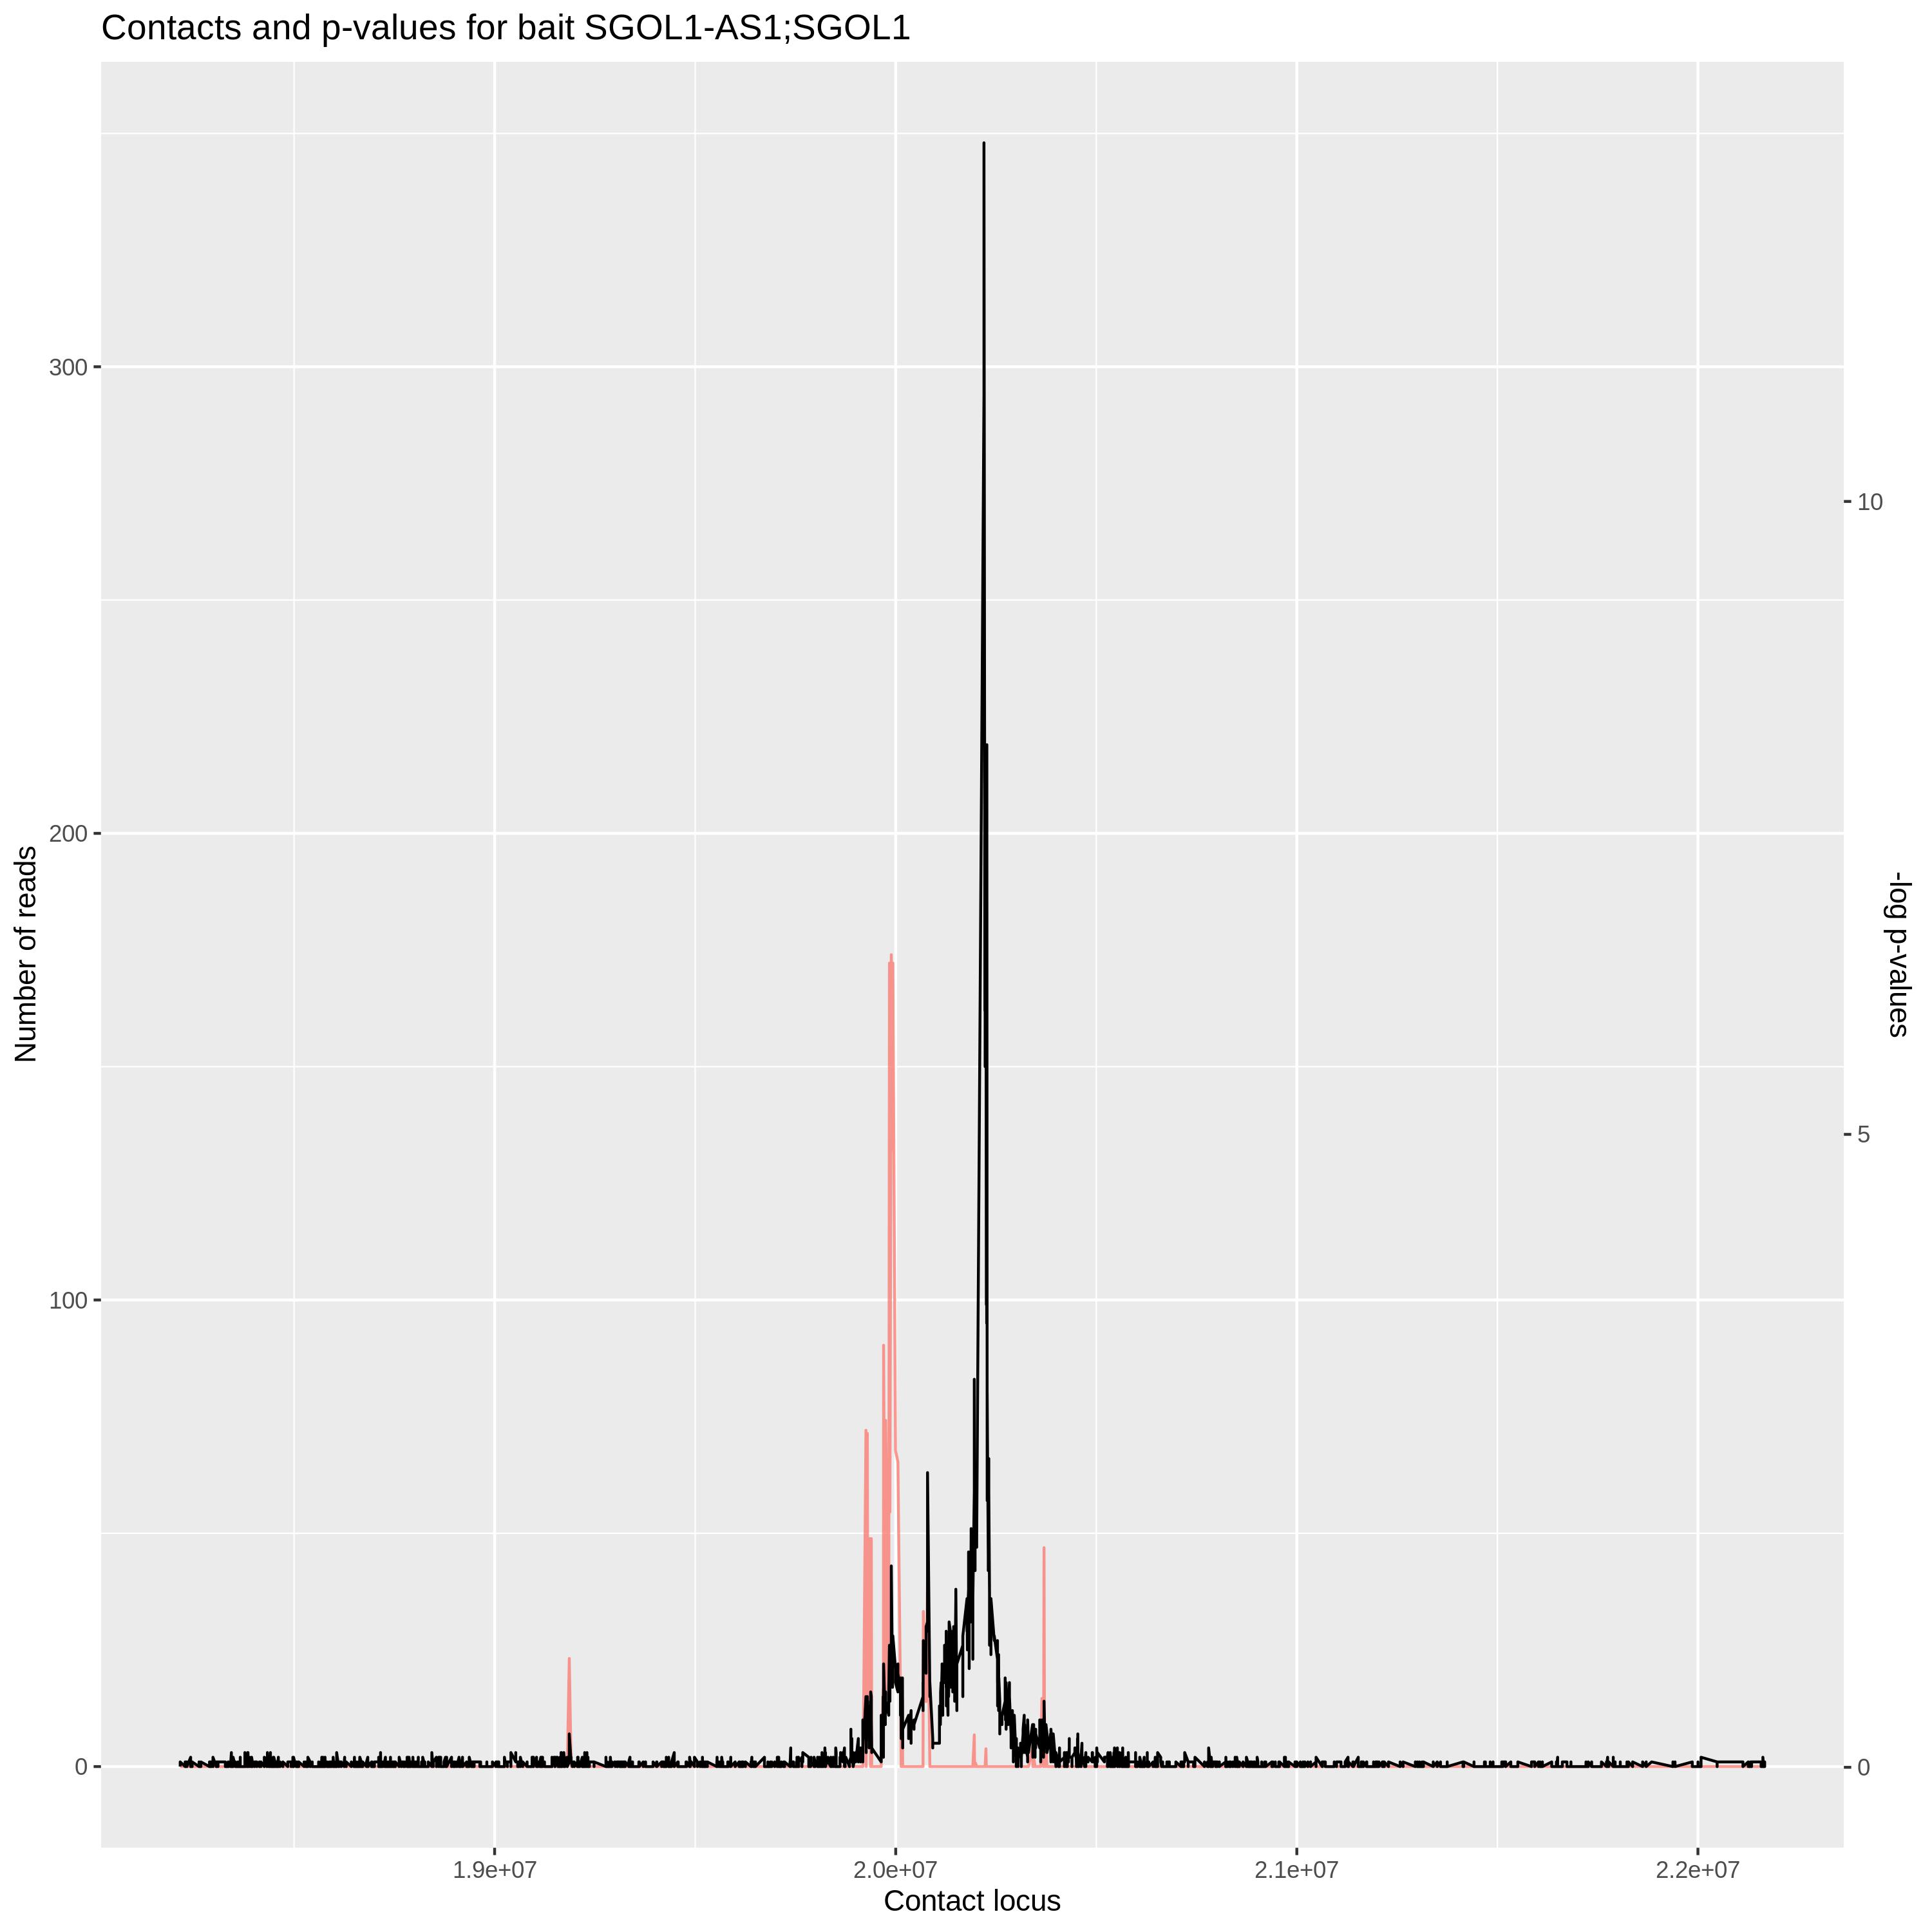 Contacts and p-values for bait SGOL1-AS1;SGOL1
300
200
100
0
10
5
0
Number of reads
-log p-values
1.9e+07
2.0e+07
2.1e+07
2.2e+07
Contact locus